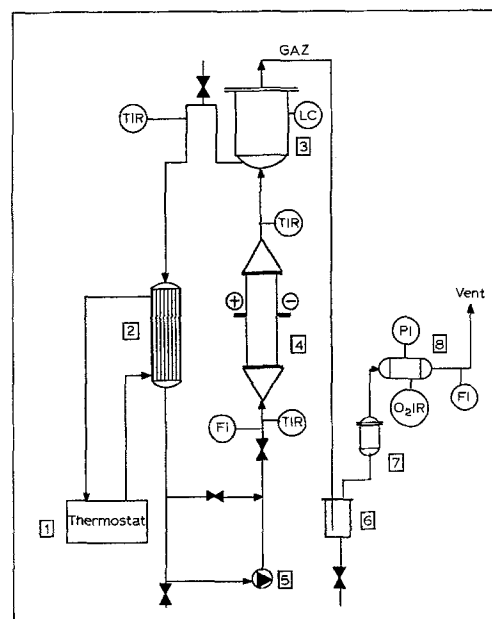 GAZ
TIR
LC
3
TIR
+
−
2
4
Vent
PI
8
O₂IR
FI
7
FI
TIR
6
1
Thermostat
5